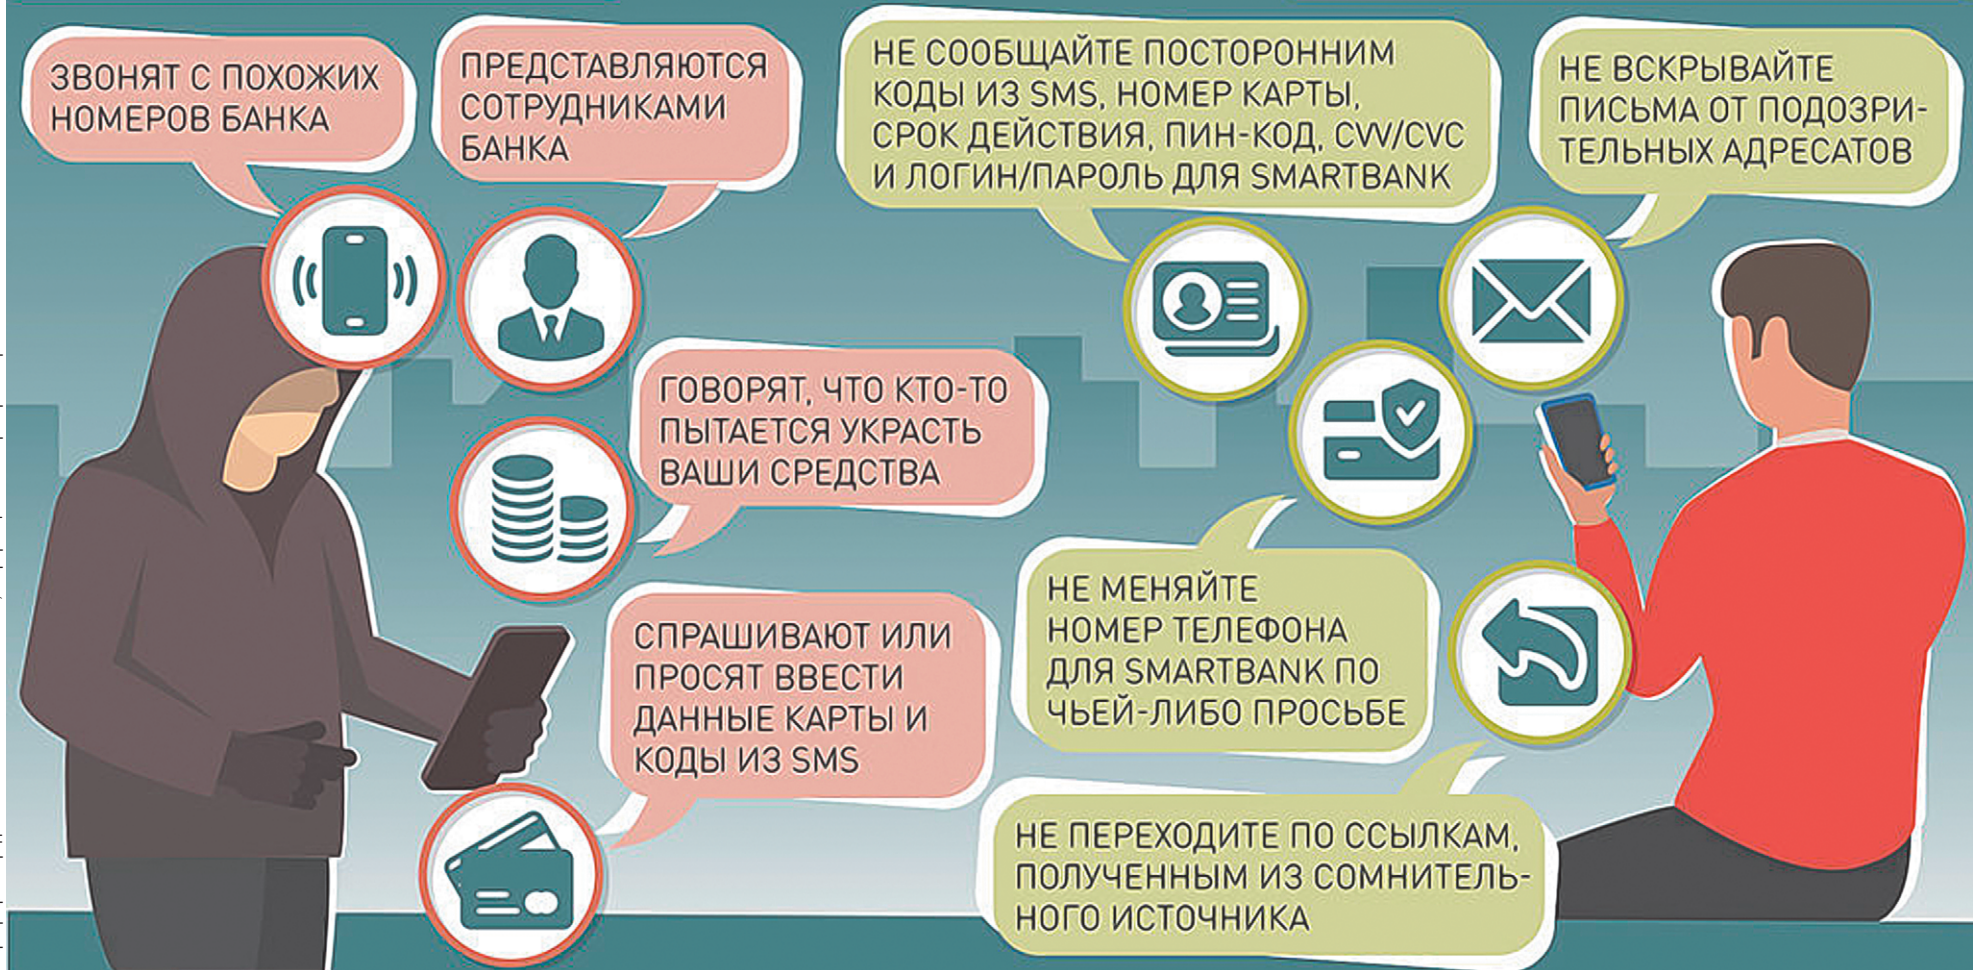 ЗВОНЯТ С ПОХОЖИХ
НОМЕРОВ БАНКА
ПРЕДСТАВЛЯЮТСЯ
СОТРУДНИКАМИ
БАНКА
ГОВОРЯТ, ЧТО КТО-ТО
ПЫТАЕТСЯ УКРАСТЬ
ВАШИ СРЕДСТВА
СПРАШИВАЮТ ИЛИ
ПРОСЯТ ВВЕСТИ
ДАННЫЕ КАРТЫ И
КОДЫ ИЗ SMS
НЕ СООБЩАЙТЕ ПОСТОРОННИМ
КОДЫ ИЗ SMS, НОМЕР КАРТЫ,
СРОК ДЕЙСТВИЯ, ПИН-КОД, CVV/CVC
И ЛОГИН/ПАРОЛЬ ДЛЯ SMARTBANK
НЕ ВСКРЫВАЙТЕ
ПИСЬМА ОТ ПОДОЗРИ-
ТЕЛЬНЫХ АДРЕСАТОВ
НЕ МЕНЯЙТЕ
НОМЕР ТЕЛЕФОНА
ДЛЯ SMARTBANK ПО
ЧЬЕЙ-ЛИБО ПРОСЬБЕ
НЕ ПЕРЕХОДИТЕ ПО ССЫЛКАМ,
ПОЛУЧЕННЫМ ИЗ СОМНИТЕЛЬ-
НОГО ИСТОЧНИКА